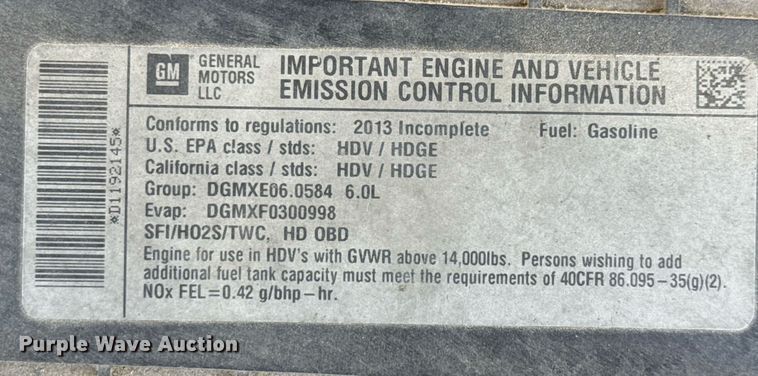 GM GENERAL MOTORS LLC
IMPORTANT ENGINE AND VEHICLE
EMISSION CONTROL INFORMATION
*D1192145*
Conforms to regulations: 2013 Incomplete Fuel: Gasoline
U.S. EPA class / stds: HDV / HDGE
California class / stds: HDV / HDGE
Group: DGMXE06.0584 6.0L
Evap: DGMXF0300998
SFI/HO2S/TWC, HD OBD
Engine for use in HDV's with GVWR above 14,000lbs. Persons wishing to add
additional fuel tank capacity must meet the requirements of 40CFR 86.095-35(g)(2).
NOx FEL=0.42 g/bhp-hr.
Purple Wave Auction